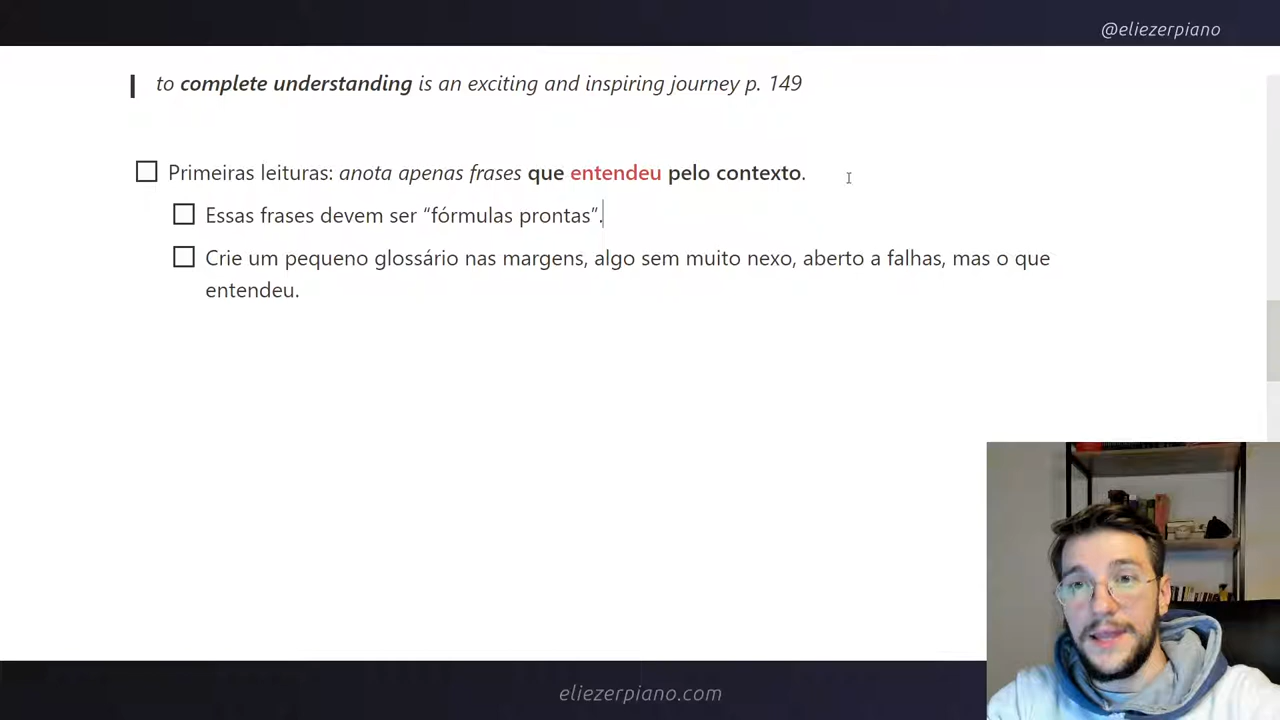 @eliezerpiano
to complete understanding is an exciting and inspiring journey p. 149
Primeiras leituras: anota apenas frases que entendeu pelo contexto.
Essas frases devem ser “fórmulas prontas”.
Crie um pequeno glossário nas margens, algo sem muito nexo, aberto a falhas, mas o que
entendeu.
eliezerpiano.com